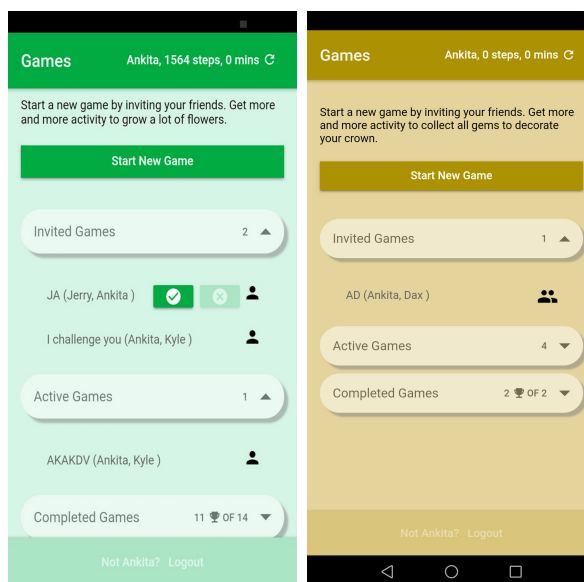 Games
Ankita, 1564 steps, 0 mins
Start a new game by inviting your friends. Get more
and more activity to grow a lot of flowers.
Start New Game
Invited Games 2
JA (Jerry, Ankita )
I challenge you (Ankita, Kyle )
Active Games 1
AKAKDV (Ankita, Kyle )
Completed Games 11 OF 14
Not Ankita? Logout
Games
Ankita, 0 steps, 0 mins
Start a new game by inviting your friends. Get more
and more activity to collect all gems to decorate
your crown.
Start New Game
Invited Games 1
AD (Ankita, Dax )
Active Games 4
Completed Games 2 OF 2
Not Ankita? Logout